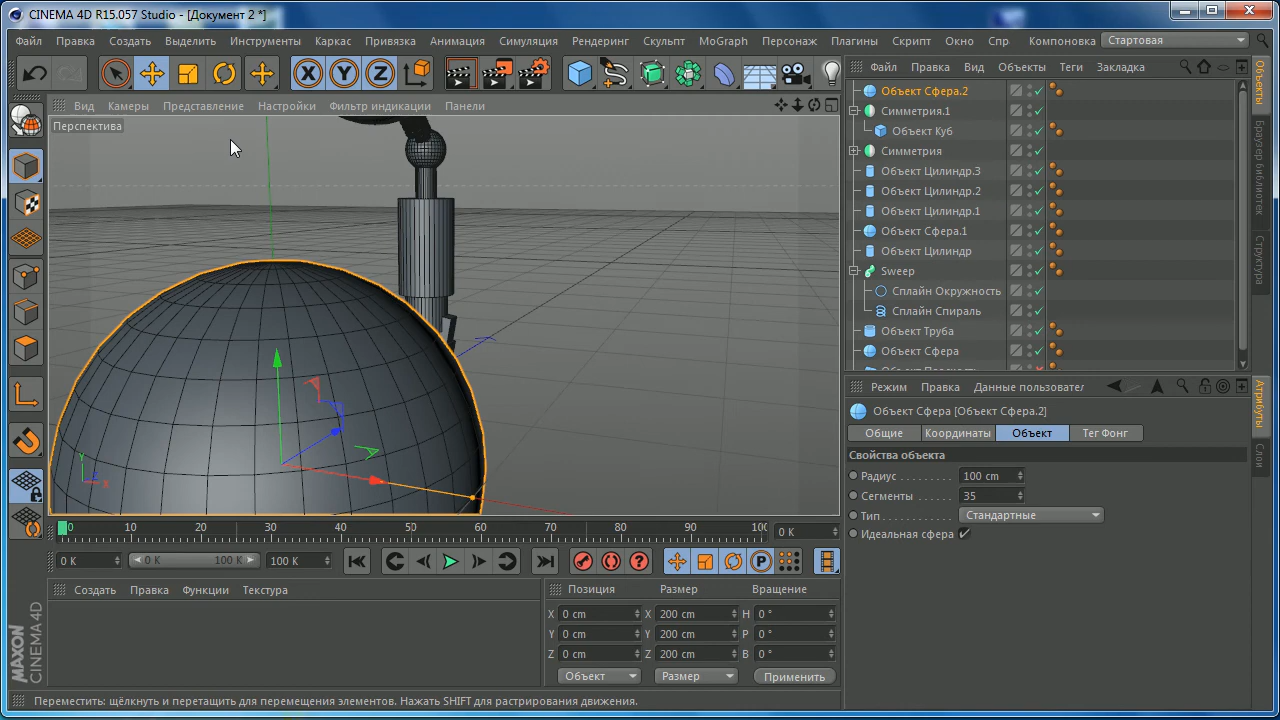 CINEMA 4D R15.057 Studio - [Документ 2 *]
Файл Правка Создать Выделить Инструменты Каркас Привязка Анимация Симуляция Рендеринг Скульпт MoGraph Персонаж Плагины Скрипт Окно Спр Компоновка Стартовая
X Y Z
Файл Правка Вид Объекты Теги Закладка
Вид Камеры Представление Настройки Фильтр индикации Панели
Перспектива
Объект Сфера.2
Симметрия.1
Объект Куб
Симметрия
Объект Цилиндр.3
Объект Цилиндр.2
Объект Цилиндр.1
Объект Сфера.1
Объект Цилиндр
Sweep
Сплайн Окружность
Сплайн Спираль
Объект Труба
Объект Сфера
Объекты
Браузер библиотек
Структура
Режим Правка Данные пользовател
Объект Сфера [Объект Сфера.2]
Общие Координаты Объект Тег Фонг
Свойства объекта
Радиус . . . . . . . . . 100 cm
Сегменты . . . . . . 35
Тип . . . . . . . . . . . . Стандартные
Идеальная сфера
Атрибуты
Слои
Y
Z
X
0 10 20 30 40 50 60 70 80 90 100 0 K
0 K 0 K 100 K 100 K P
Создать Правка Функции Текстура
Позиция Размер Вращение
X 0 cm X 200 cm H 0 °
Y 0 cm Y 200 cm P 0 °
Z 0 cm Z 200 cm B 0 °
Объект Размер Применить
MAXON
CINEMA 4D
Переместить: щёлкнуть и перетащить для перемещения элементов. Нажать SHIFT для растрирования движения.